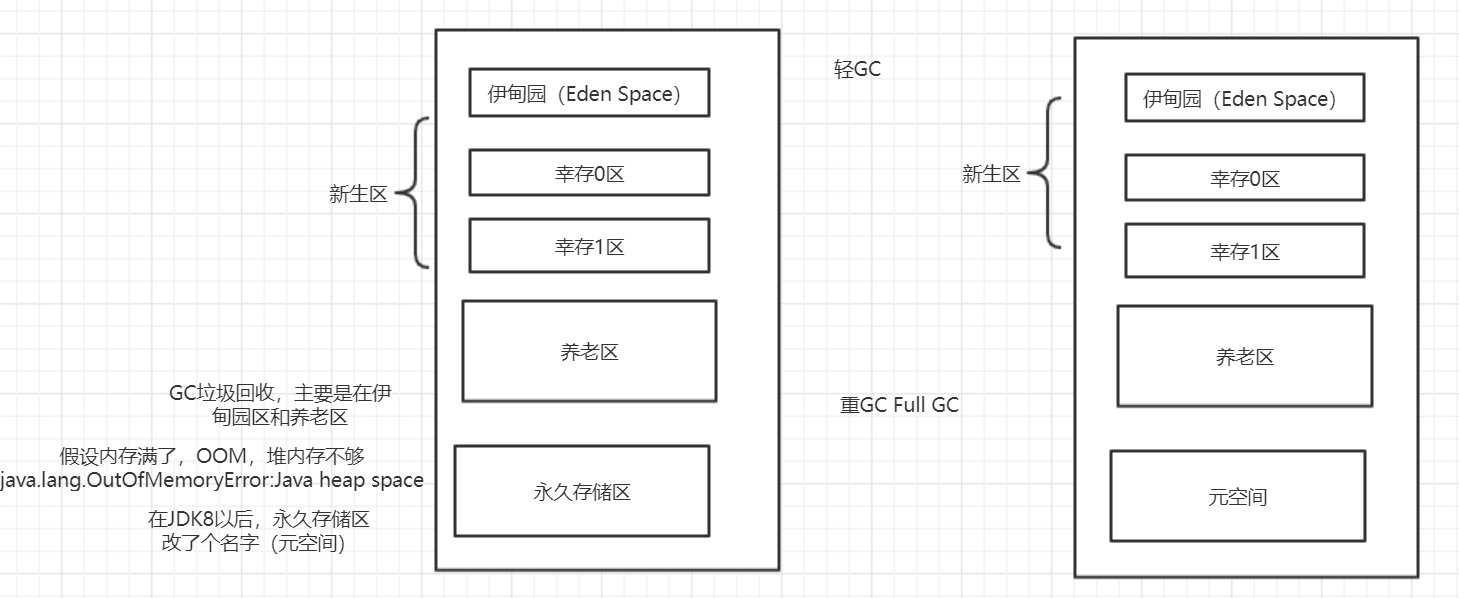 伊甸园（Eden Space）
幸存0区
幸存1区
新生区
养老区
永久存储区
GC垃圾回收，主要是在伊
甸园区和养老区
假设内存满了，OOM，堆内存不够
java.lang.OutOfMemoryError:Java heap space
在JDK8以后，永久存储区
改了个名字（元空间）
轻GC
重GC Full GC
伊甸园（Eden Space）
幸存0区
幸存1区
新生区
养老区
元空间